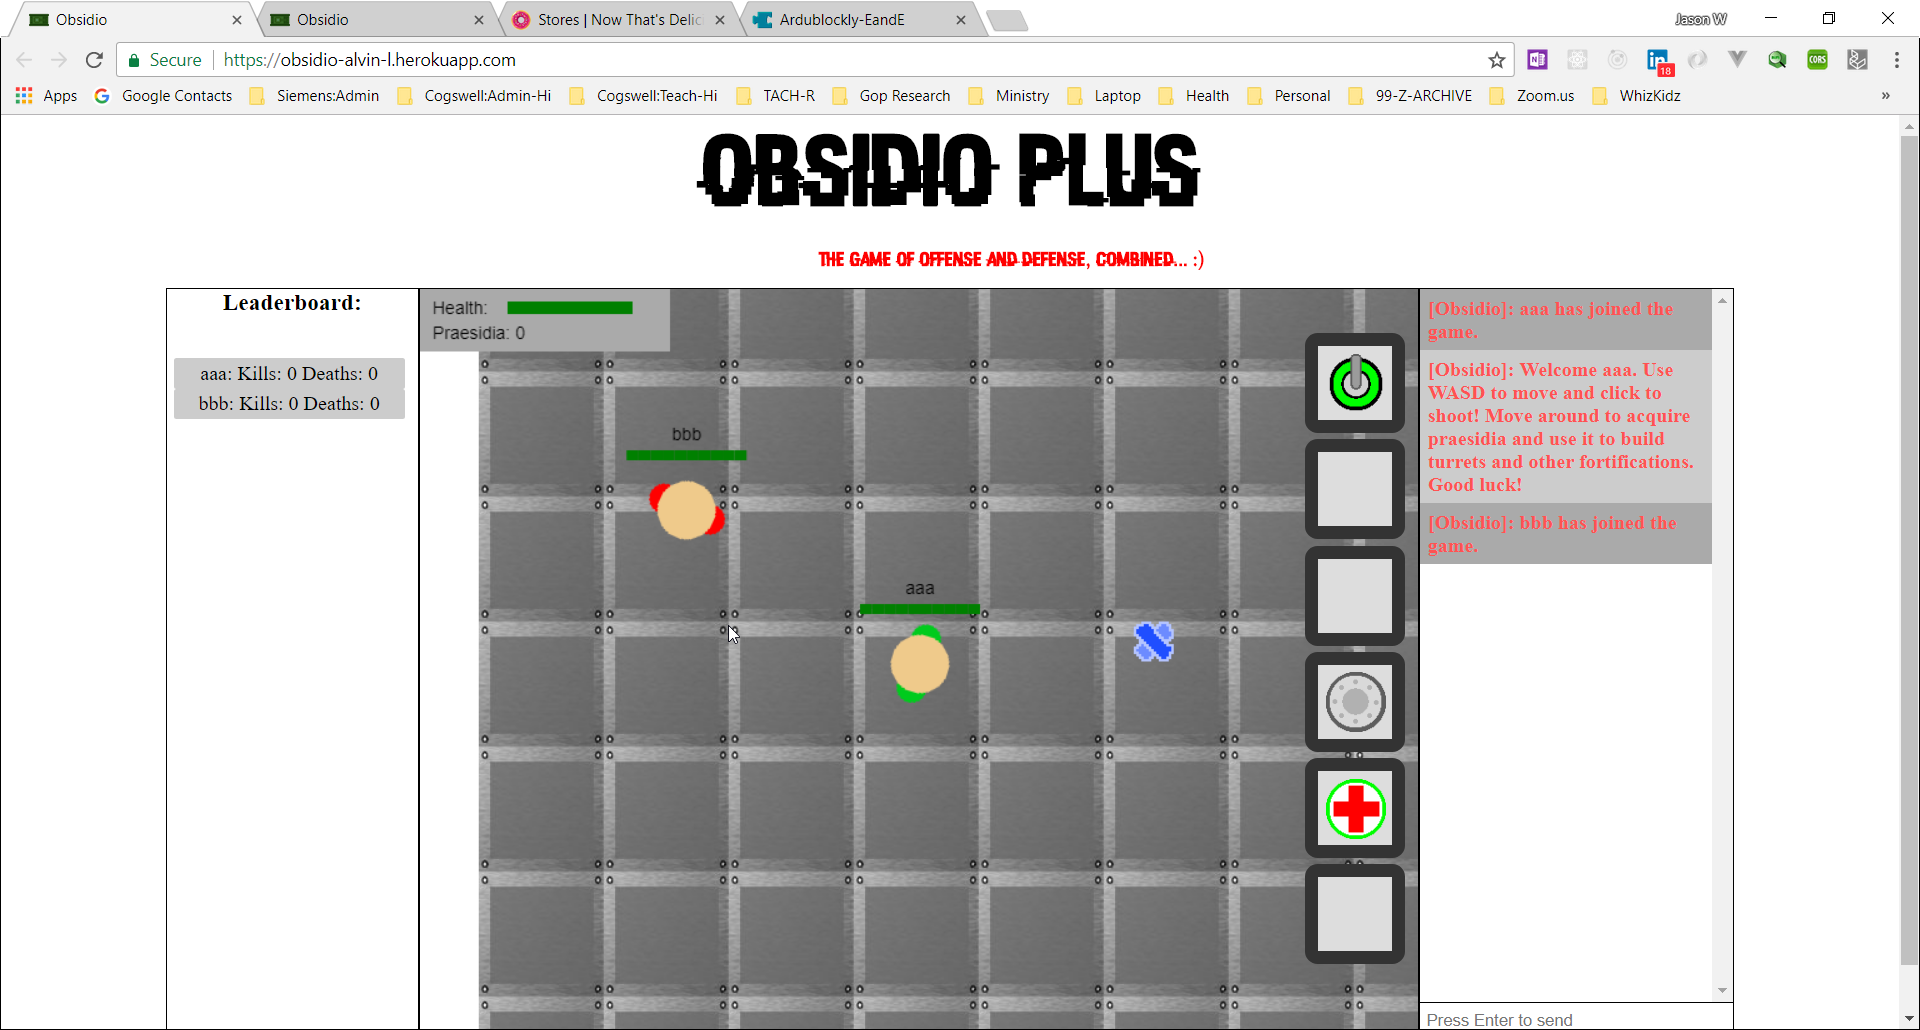 Obsidio
Obsidio
Stores | Now That's Delic
Ardublockly-EandE
Jason W
Secure
https://obsidio-alvin-l.herokuapp.com
18
CORS
Apps
Google Contacts
Siemens:Admin
Cogswell:Admin-Hi
Cogswell:Teach-Hi
TACH-R
Gop Research
Ministry
Laptop
Health
Personal
99-Z-ARCHIVE
Zoom.us
WhizKidz
»
OBSIDIO PLUS
THE GAME OF OFFENSE AND DEFENSE, COMBINED... :)
Leaderboard:
aaa: Kills: 0 Deaths: 0
bbb: Kills: 0 Deaths: 0
Health:
Praesidia: 0
bbb
aaa
[Obsidio]: aaa has joined the
game.
[Obsidio]: Welcome aaa. Use
WASD to move and click to
shoot! Move around to acquire
praesidia and use it to build
turrets and other fortifications.
Good luck!
[Obsidio]: bbb has joined the
game.
Press Enter to send